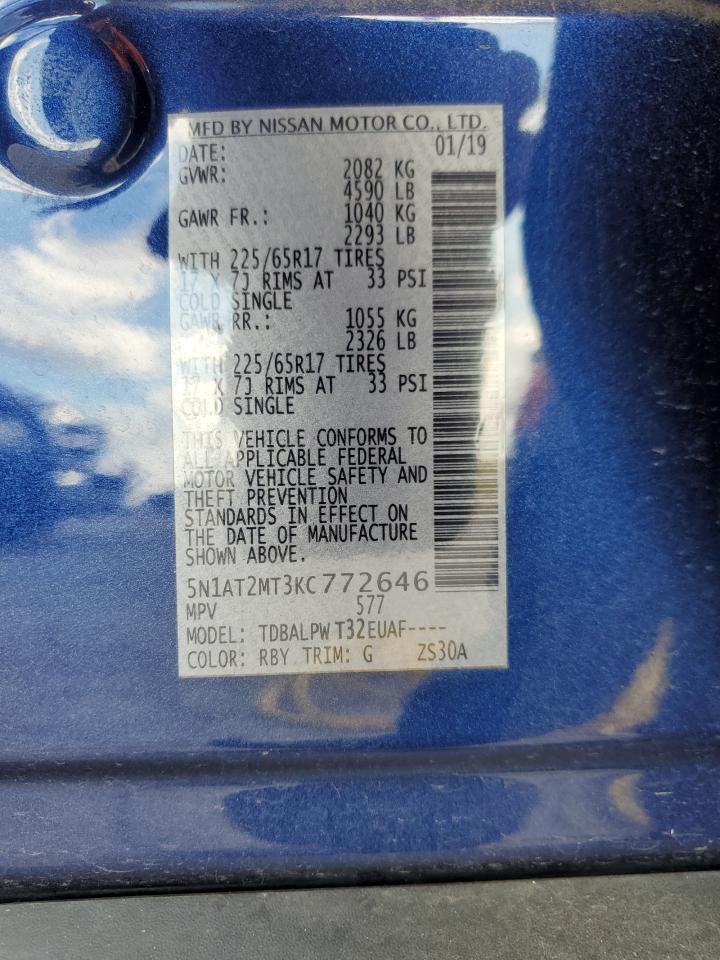 MFD BY NISSAN MOTOR CO., LTD.
DATE: 01/19
GVWR: 2082 KG
4590 LB
GAWR FR.: 1040 KG
2293 LB
WITH 225/65R17 TIRES
17 X 7J RIMS AT 33 PSI
COLD SINGLE
GAWR RR.: 1055 KG
2326 LB
WITH 225/65R17 TIRES
17 X 7J RIMS AT 33 PSI
COLD SINGLE
THIS VEHICLE CONFORMS TO
ALL APPLICABLE FEDERAL
MOTOR VEHICLE SAFETY AND
THEFT PREVENTION
STANDARDS IN EFFECT ON
THE DATE OF MANUFACTURE
SHOWN ABOVE.
5N1AT2MT3KC772646
MPV 577
MODEL: TDBALPW T32EUAF----
COLOR: RBY TRIM: G ZS30A